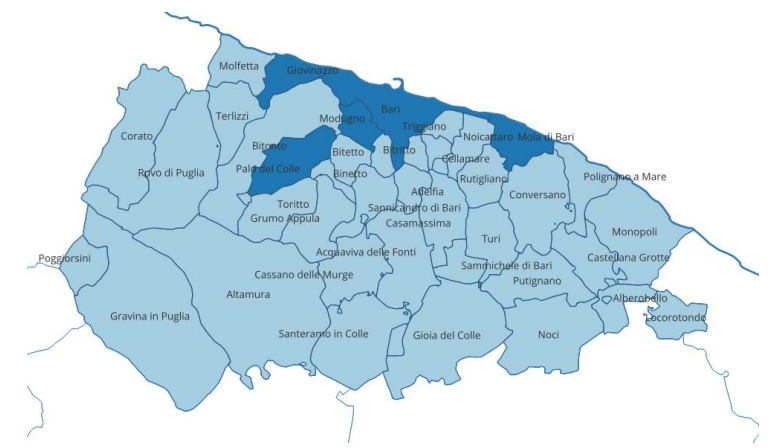 Molfetta
Giovinazzo
Corato
Terlizzi
Modugno
Bari
Triggiano
Noicattaro
Mola di Bari
Bitonto
Bitetto
Bitritto
Cellamare
Ruvo di Puglia
Palo del Colle
Binetto
Rutigliano
Polignano a Mare
Toritto
Adelfia
Conversano
Grumo Appula
Sannicandro di Bari
Casamassima
Turi
Monopoli
Poggiorsini
Acquaviva delle Fonti
Castellana Grotte
Cassano delle Murge
Sammichele di Bari
Altamura
Putignano
Alberobello
Gravina in Puglia
Locorotondo
Santeramo in Colle
Gioia del Colle
Noci